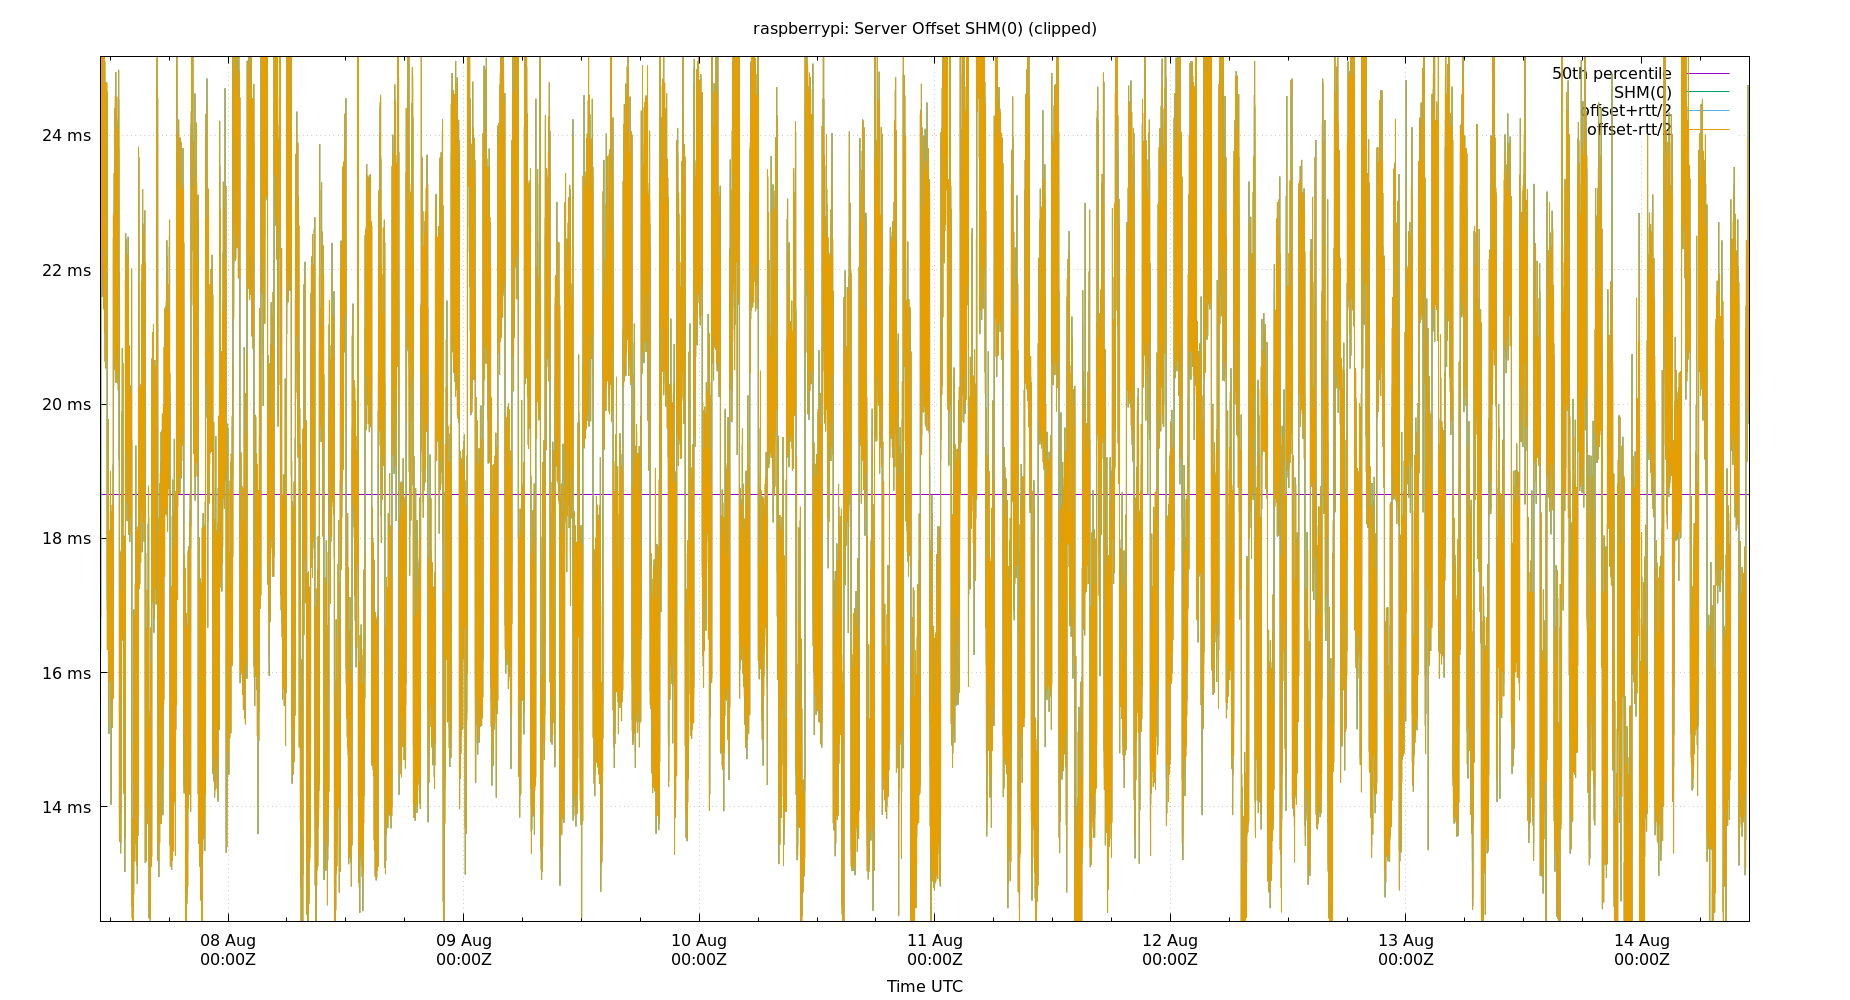 raspberrypi: Server Offset SHM(0) (clipped)
50th percentile
SHM(0)
offset+rtt/2
offset-rtt/2
24 ms
22 ms
20 ms
18 ms
16 ms
14 ms
08 Aug 09 Aug 10 Aug 11 Aug 12 Aug 13 Aug 14 Aug
00:00Z 00:00Z 00:00Z 00:00Z 00:00Z 00:00Z 00:00Z
Time UTC